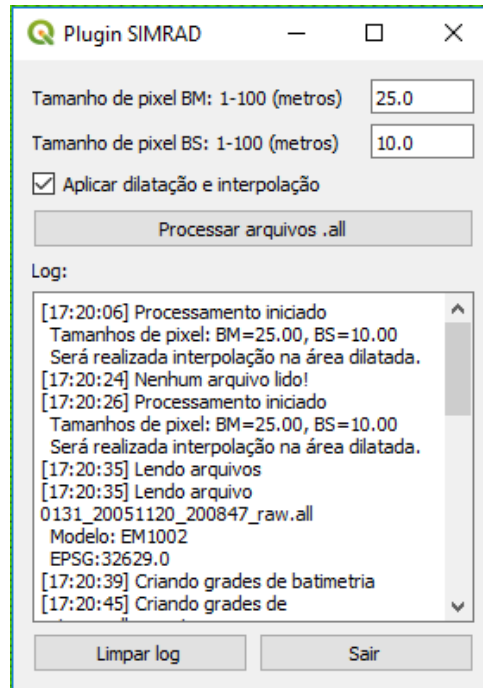 Plugin SIMRAD
Tamanho de pixel BM: 1-100 (metros) 25.0
Tamanho de pixel BS: 1-100 (metros) 10.0
Aplicar dilatação e interpolação
Processar arquivos .all
Log:
[17:20:06] Processamento iniciado
Tamanhos de pixel: BM=25.00, BS=10.00
Será realizada interpolação na área dilatada.
[17:20:24] Nenhum arquivo lido!
[17:20:26] Processamento iniciado
Tamanhos de pixel: BM=25.00, BS=10.00
Será realizada interpolação na área dilatada.
[17:20:35] Lendo arquivos
[17:20:35] Lendo arquivo
0131_20051120_200847_raw.all
Modelo: EM1002
EPSG:32629.0
[17:20:39] Criando grades de batimetria
[17:20:45] Criando grades de
Limpar log
Sair